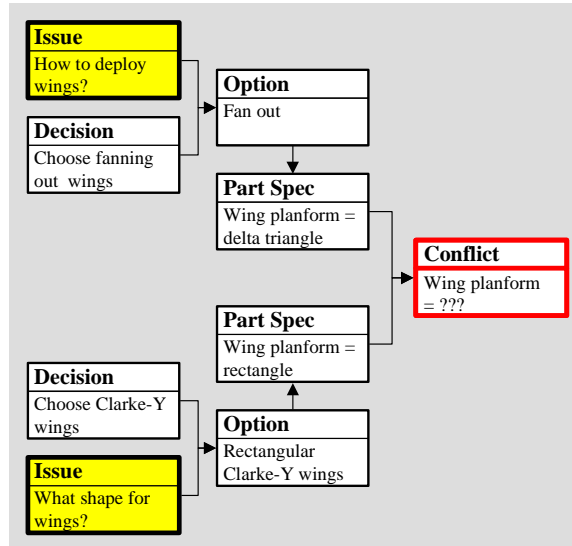 Issue
How to deploy
wings?
Decision
Choose fanning
out wings
Option
Fan out
Part Spec
Wing planform =
delta triangle
Conflict
Wing planform
= ???
Part Spec
Wing planform =
rectangle
Decision
Choose Clarke-Y
wings
Option
Rectangular
Clarke-Y wings
Issue
What shape for
wings?